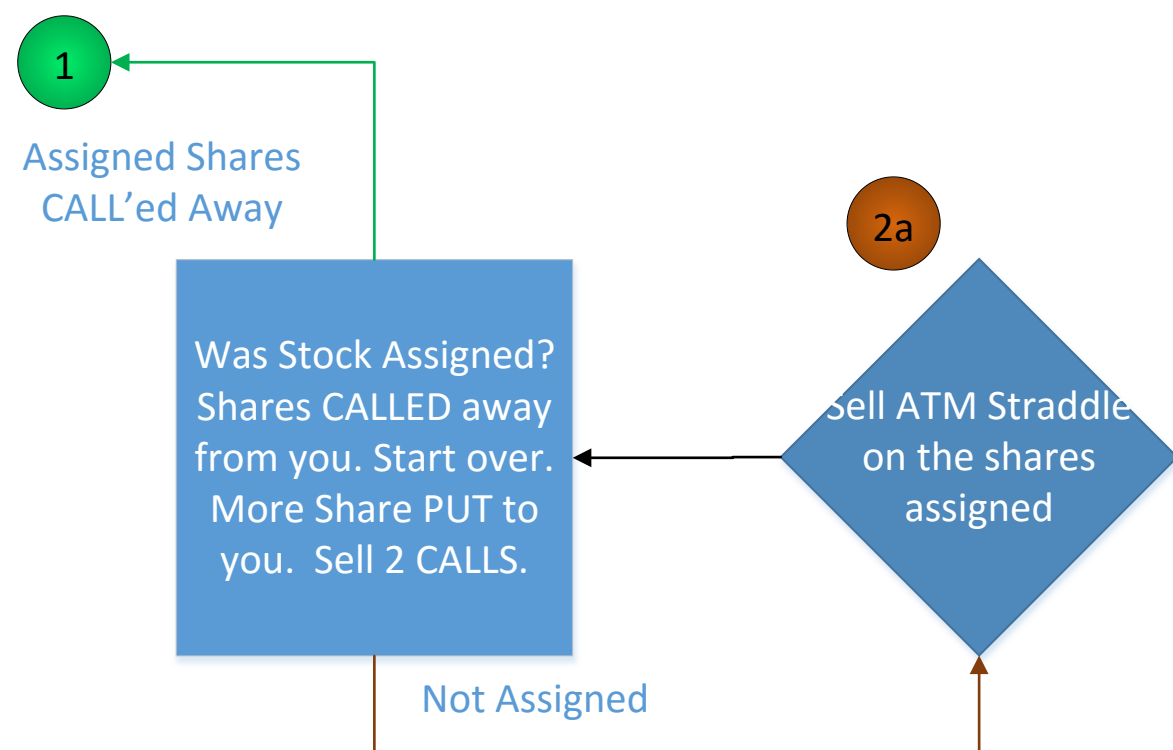 1
Assigned Shares
CALL’ed Away
2a
Was Stock Assigned?
Shares CALLED away
from you. Start over.
More Share PUT to
you.  Sell 2 CALLS.
Sell ATM Straddle
on the shares
assigned
Not Assigned